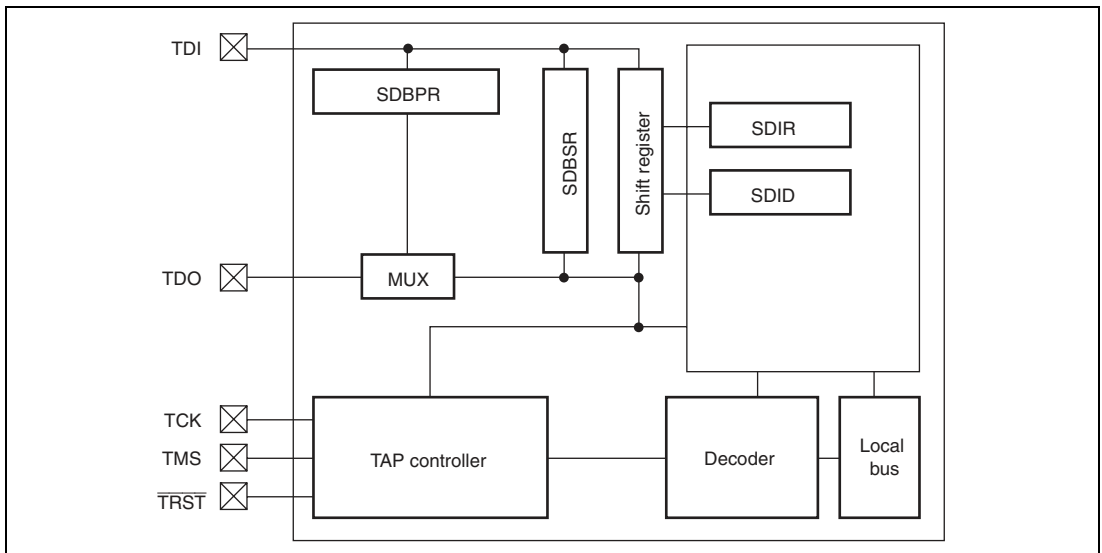 TDI
SDBPR
SDBSR
Shift register
SDIR
SDID
TDO
MUX
TCK
TMS
TRST
TAP controller
Decoder
Local
bus